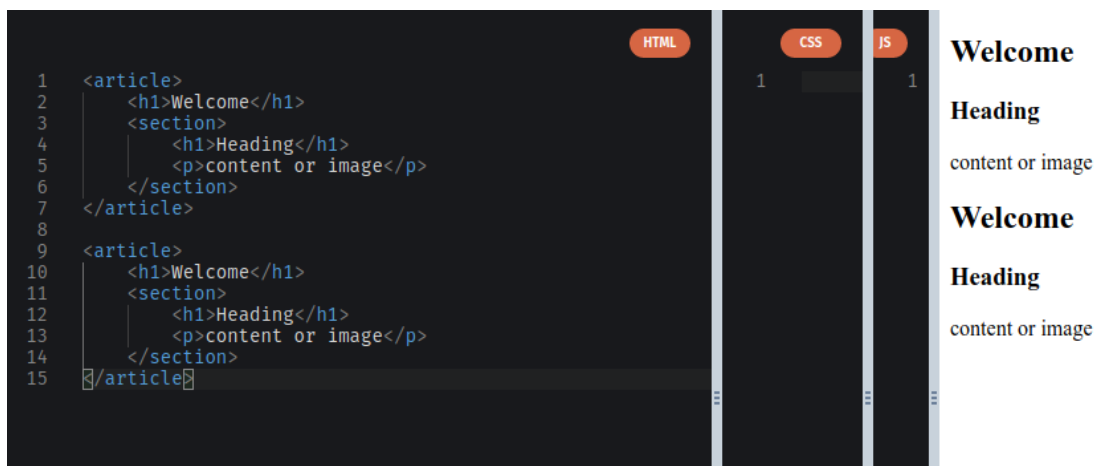 HTML
1 <article>
2 <h1>Welcome</h1>
3 <section>
4 <h1>Heading</h1>
5 <p>content or image</p>
6 </section>
7 </article>
8
9 <article>
10 <h1>Welcome</h1>
11 <section>
12 <h1>Heading</h1>
13 <p>content or image</p>
14 </section>
15 </article>
CSS
1
JS
1
Welcome
Heading
content or image
Welcome
Heading
content or image